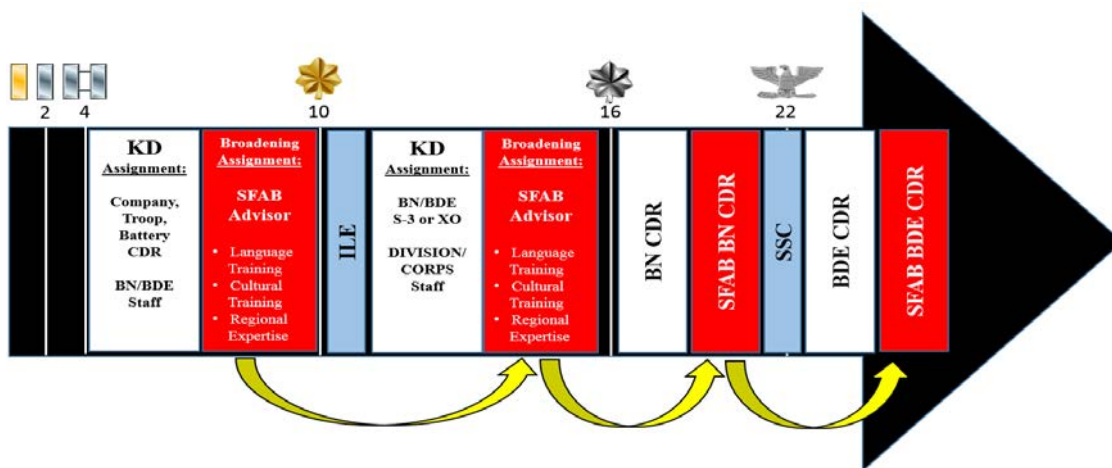 2
4
10
16
22
KD
Assignment:
Company,
Troop,
Battery
CDR
BN/BDE
Staff
Broadening
Assignment:
SFAB
Advisor
• Language
Training
• Cultural
Training
• Regional
Expertise
ILE
KD
Assignment:
BN/BDE
S-3 or XO
DIVISION/
CORPS
Staff
Broadening
Assignment:
SFAB
Advisor
• Language
Training
• Cultural
Training
• Regional
Expertise
BN CDR
SFAB BN CDR
SSC
BDE CDR
SFAB BDE CDR